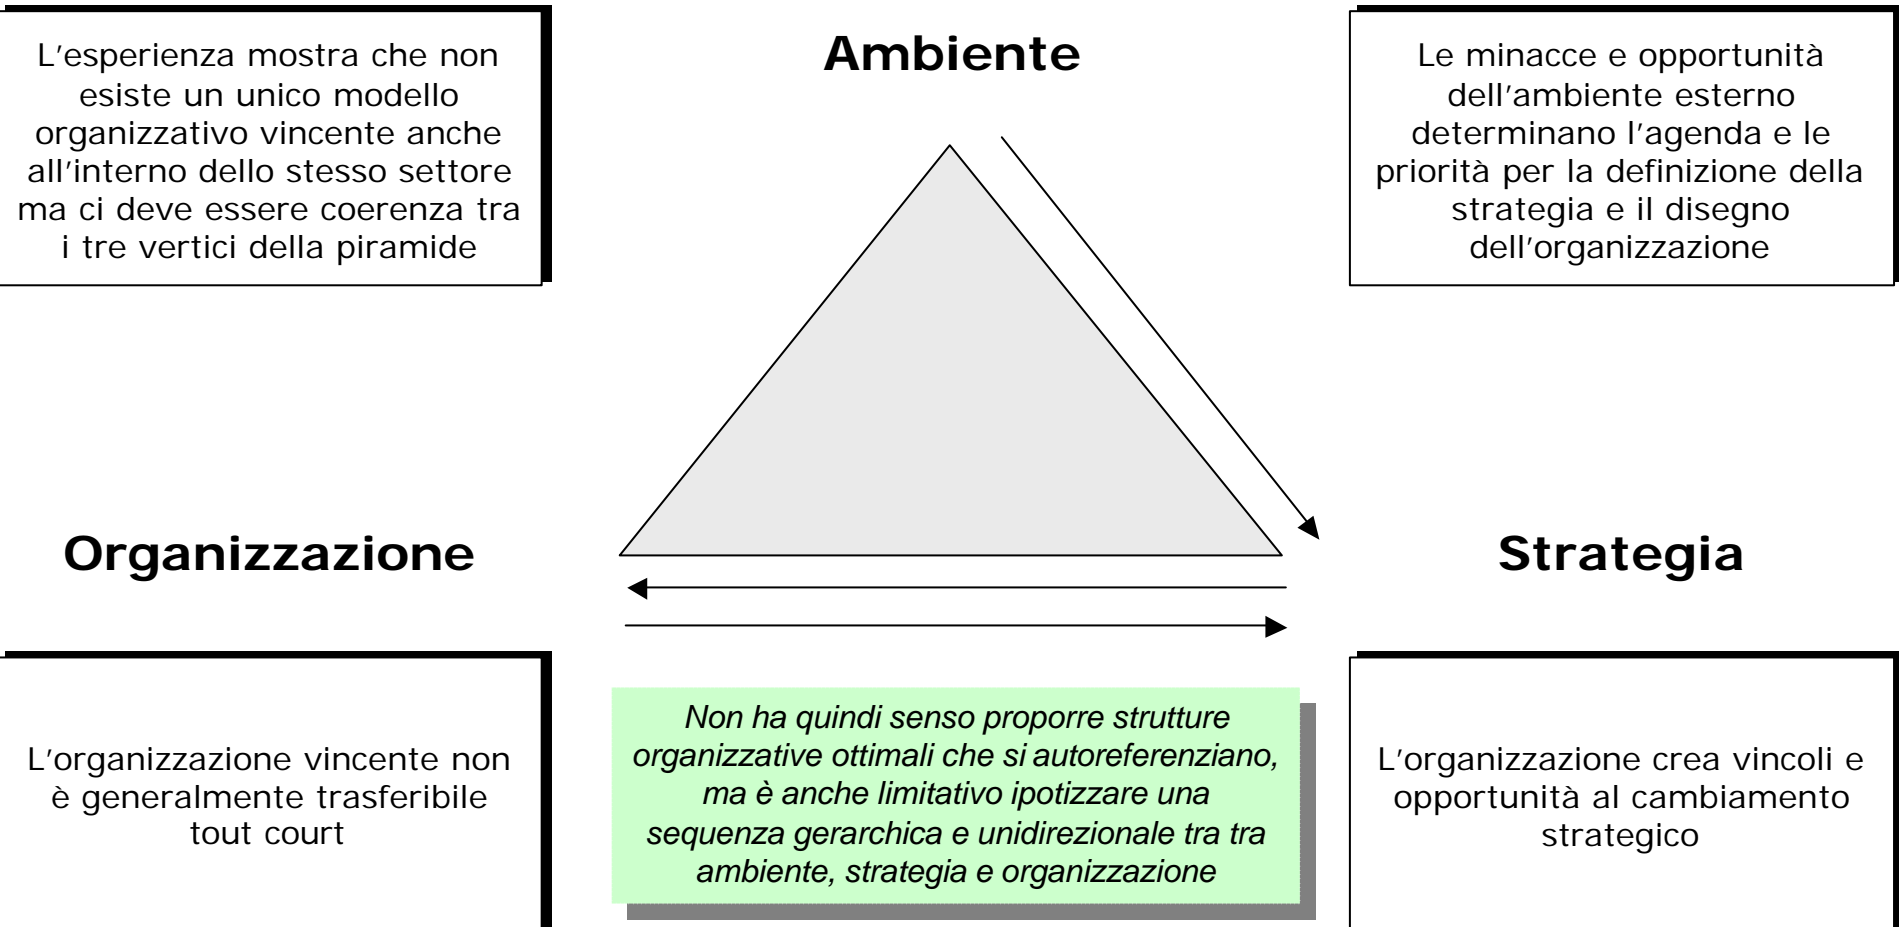 L'esperienza mostra che non
esiste un unico modello
organizzativo vincente anche
all'interno dello stesso settore
ma ci deve essere coerenza tra
i tre vertici della piramide
Ambiente
Le minacce e opportunità
dell'ambiente esterno
determinano l'agenda e le
priorità per la definizione della
strategia e il disegno
dell'organizzazione
Organizzazione
Strategia
L'organizzazione vincente non
è generalmente trasferibile
tout court
Non ha quindi senso proporre strutture
organizzative ottimali che si autoreferenziano,
ma è anche limitativo ipotizzare una
sequenza gerarchica e unidirezionale tra tra
ambiente, strategia e organizzazione
L'organizzazione crea vincoli e
opportunità al cambiamento
strategico